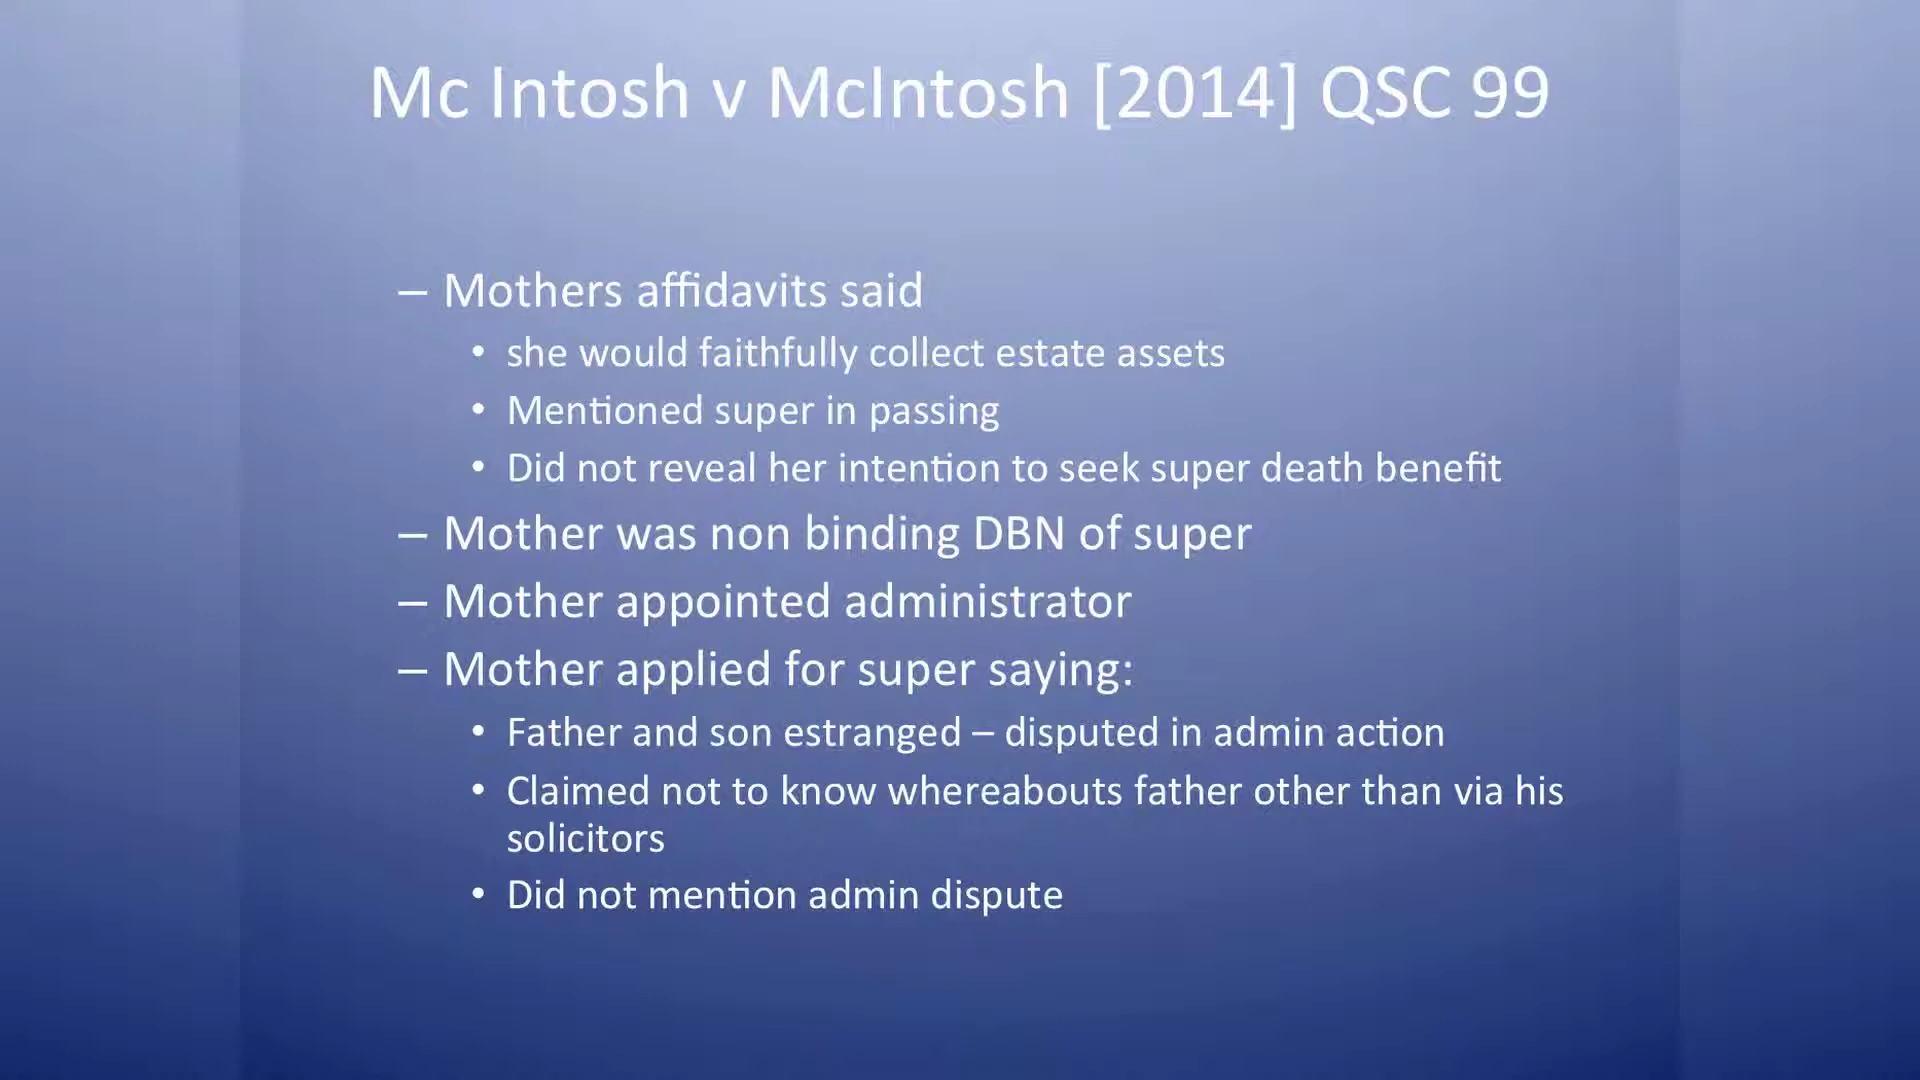 Mc Intosh v McIntosh [2014] QSC 99
– Mothers affidavits said
• she would faithfully collect estate assets
• Mentioned super in passing
• Did not reveal her intention to seek super death benefit
– Mother was non binding DBN of super
– Mother appointed administrator
– Mother applied for super saying:
• Father and son estranged – disputed in admin action
• Claimed not to know whereabouts father other than via his
solicitors
• Did not mention admin dispute